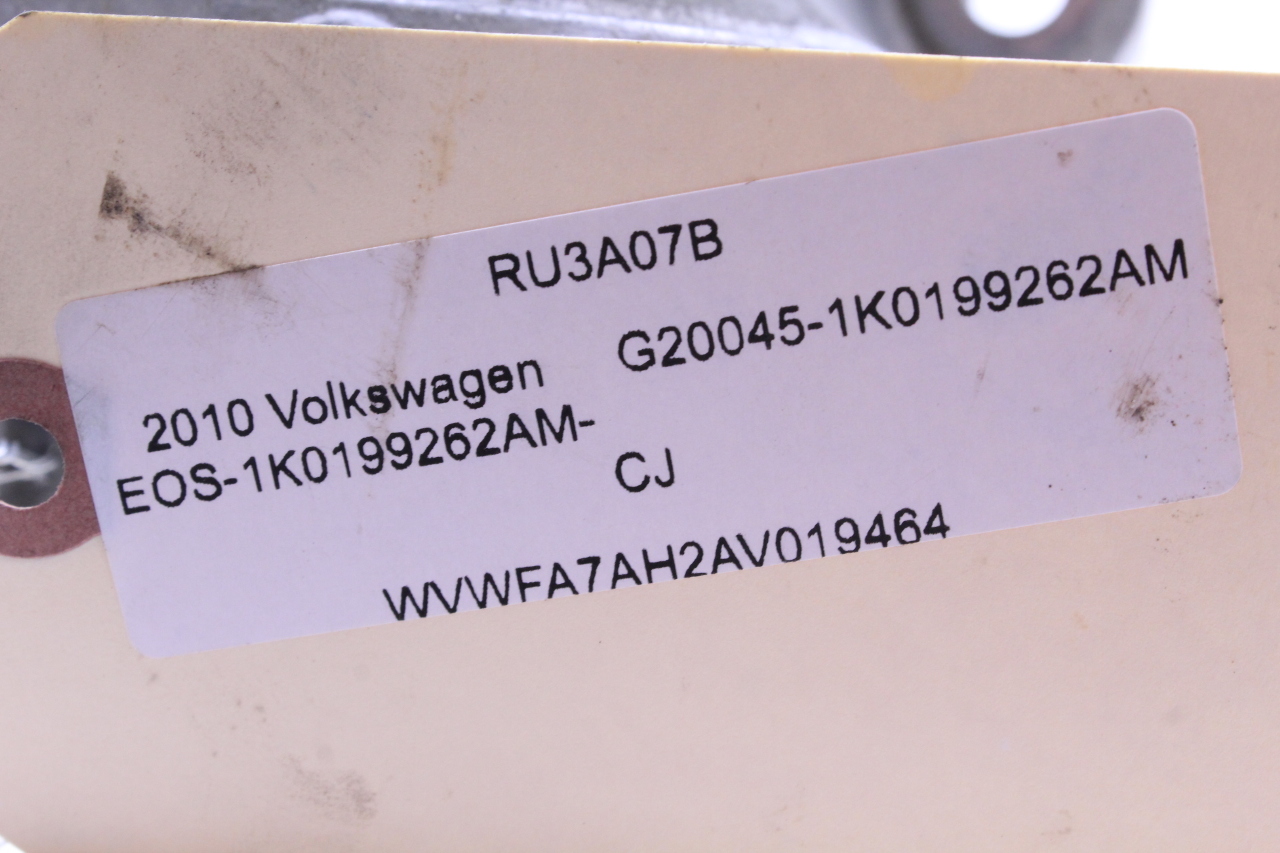 RU3A07B
G20045-1K0199262AM
2010 Volkswagen
EOS-1K0199262AM-
CJ
WVWFA7AH2AV019464